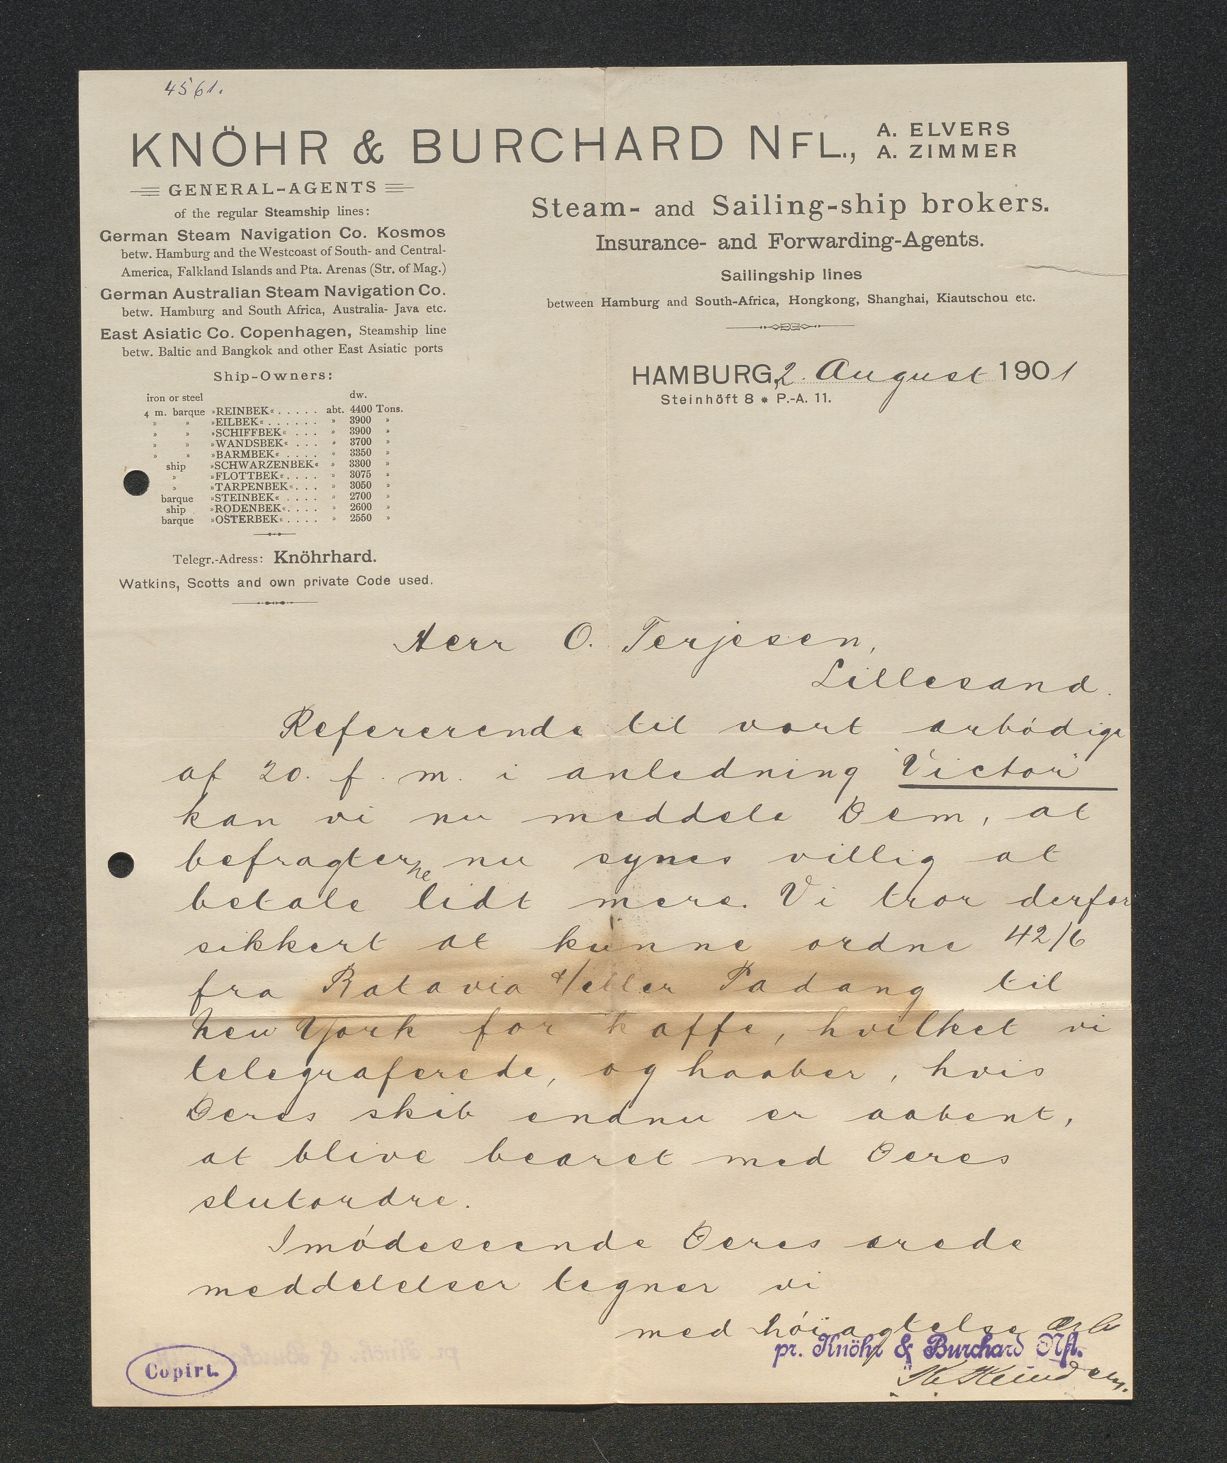 4561.
KNÖHR & BURCHARD NFL., A. ELVERS
A. ZIMMER
GENERAL-AGENTS
of the regular Steamship lines:
German Steam Navigation Co. Kosmos
betw. Hamburg and the Westcoast of South- and Central-
America, Falkland Islands and Pta. Arenas (Str. of Mag.)
German Australian Steam Navigation Co.
betw. Hamburg and South Africa, Australia- Java etc.
East Asiatic Co. Copenhagen, Steamship line
betw. Baltic and Bangkok and other East Asiatic ports
Ship-Owners:
iron or steel dw.
4 m. barque »REINBEK« . . . . . abt. 4400 Tons.
» » »EILBEK« . . . . . . » 3900 »
» » »SCHIFFBEK« . . . » 3900 »
» » »WANDSBEK« . . . » 3700 »
» » »BARMBEK« . . . . » 3350 »
ship »SCHWARZENBEK« » 3300 »
» »FLOTTBEK« . . . . » 3075 »
» »TARPENBEK« . . . » 3050 »
barque »STEINBEK« . . . . » 2700 »
ship »RODENBEK« . . . . » 2600 »
barque »OSTERBEK« . . . . » 2550 »
Telegr.-Adress: Knöhrhard.
Watkins, Scotts and own private Code used.
Steam- and Sailing-ship brokers.
Insurance- and Forwarding-Agents.
Sailingship lines
between Hamburg and South-Africa, Hongkong, Shanghai, Kiautschou etc.
HAMBURG, 2. August 1901
Steinhöft 8 * P.-A. 11.
Herr O. Terjesen,
Lillesand.
Refererende til vort ærbödige
af 20. f. m. i anledning "Victor"
kan vi nu meddele Dem, at
befragterne nu synes villig at
betale lidt mere. Vi tror derfor
sikkert at kunne ordne 42/6
fra Batavia &/eller Padang til
New York for kaffe, hvilket vi
telegraferede, og haaber, hvis
Deres skib endnu er aabent,
at blive bearet med Deres
slutordre.
Imödeseende Deres ærede
meddelelser tegner vi
med höiagtelse ærb
pr. Knöhr & Burchard Nfl.
Copirt.